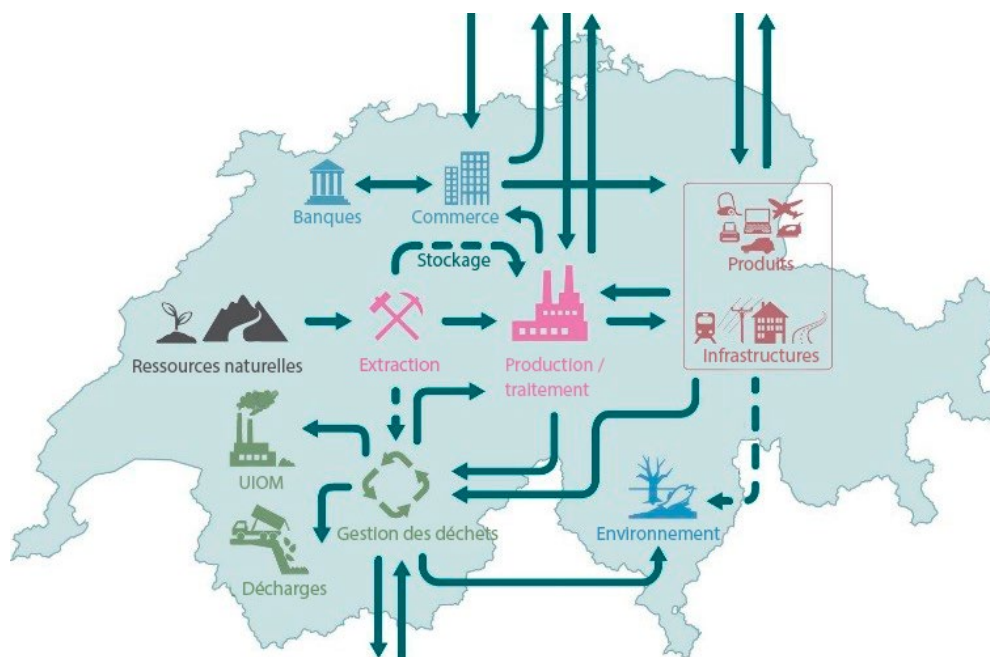 Banques
Commerce
Stockage
Produits
Ressources naturelles
Extraction
Production /
traitement
Infrastructures
UIOM
Gestion des déchets
Environnement
Décharges